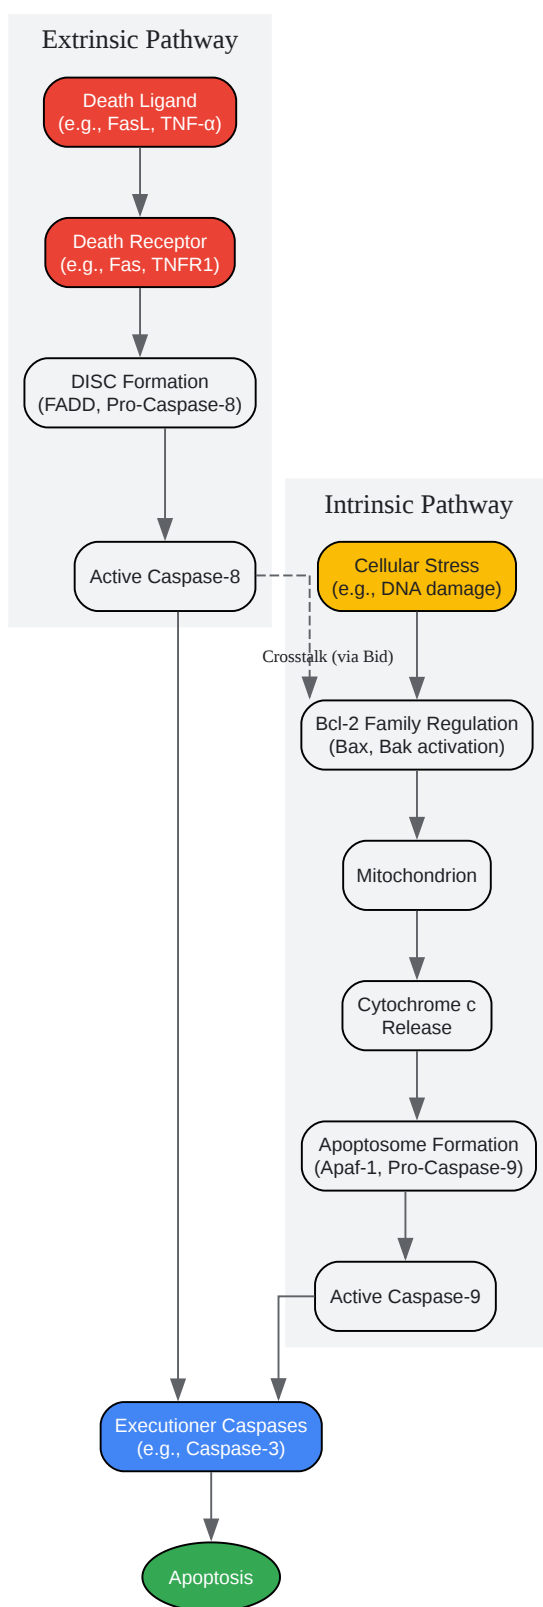 Extrinsic Pathway
Death Ligand
(e.g., FasL, TNF-α)
Death Receptor
(e.g., Fas, TNFR1)
DISC Formation
(FADD, Pro-Caspase-8)
Active Caspase-8
Intrinsic Pathway
Cellular Stress
(e.g., DNA damage)
Crosstalk (via Bid)
Bcl-2 Family Regulation
(Bax, Bak activation)
Mitochondrion
Cytochrome c
Release
Apoptosome Formation
(Apaf-1, Pro-Caspase-9)
Active Caspase-9
Executioner Caspases
(e.g., Caspase-3)
Apoptosis